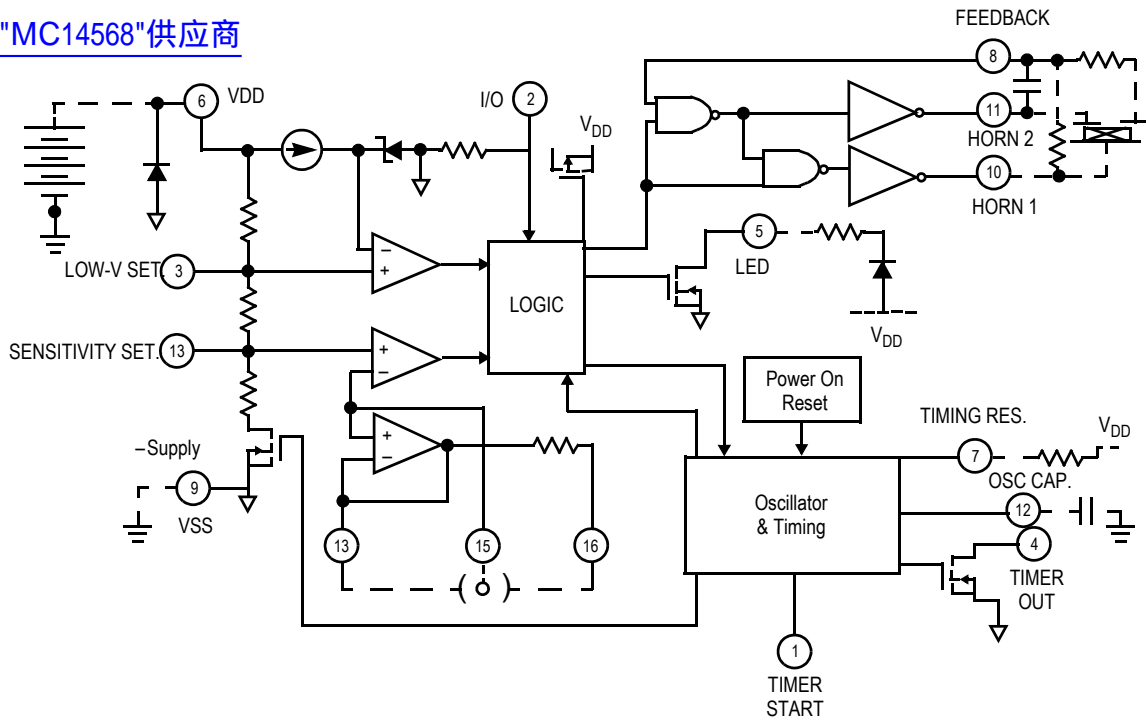 "MC14568"供应商
FEEDBACK
8
6
VDD
I/O
2
VDD
11
HORN 2
10
HORN 1
5
LED
VDD
LOW-V SET.
3
−
+
LOGIC
SENSITIVITY SET.
13
+
−
+
−
Power On
Reset
–Supply
9
VSS
TIMING RES.
VDD
7
OSC CAP.
12
Oscillator
& Timing
4
TIMER
OUT
13
15
16
1
TIMER
START